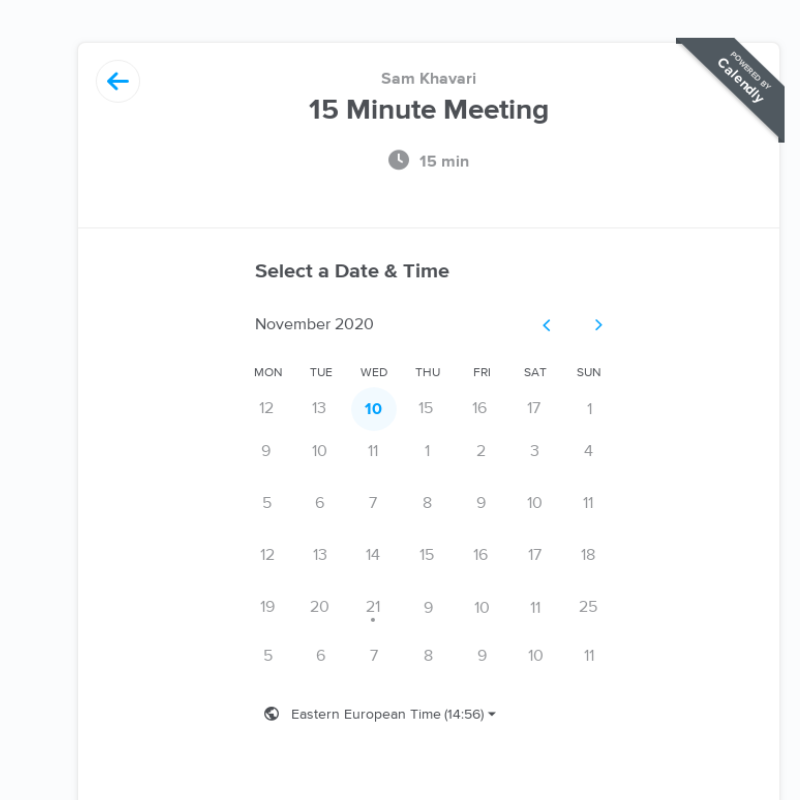 POWERED BY
Calendly
Sam Khavari
15 Minute Meeting
15 min
Select a Date & Time
November 2020
MON TUE WED THU FRI SAT SUN
12 13 10 15 16 17 1
9 10 11 1 2 3 4
5 6 7 8 9 10 11
12 13 14 15 16 17 18
19 20 21 9 10 11 25
5 6 7 8 9 10 11
Eastern European Time (14:56)